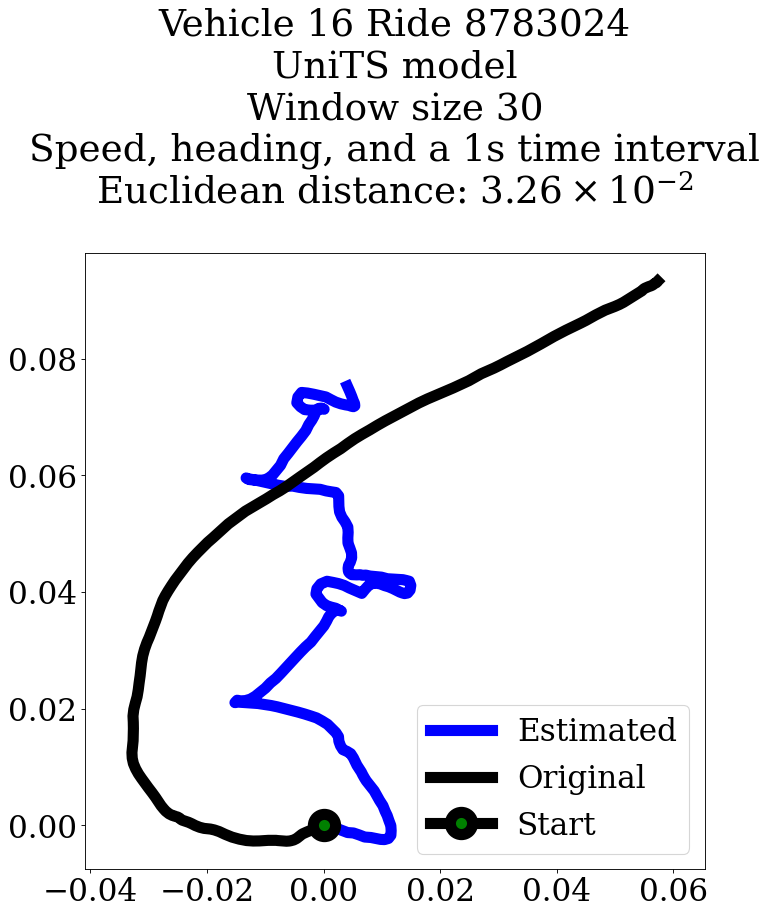 Vehicle 16 Ride 8783024
UniTS model
Window size 30
Speed, heading, and a 1s time interval
Euclidean distance: 3.26 × 10⁻²
0.08
0.06
0.04
0.02
0.00
Estimated
Original
Start
−0.04 −0.02 0.00 0.02 0.04 0.06